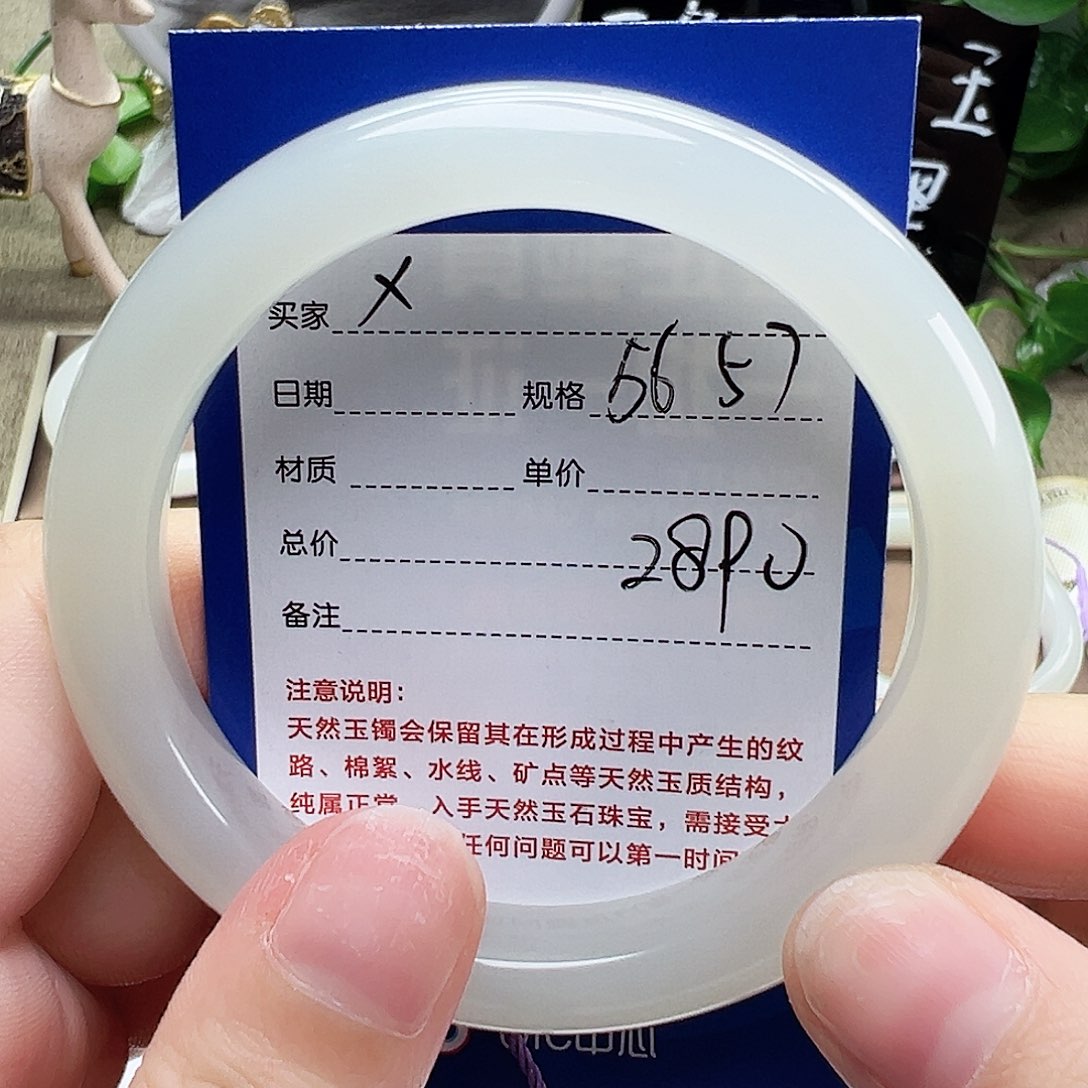 玉
买家 X
日期 规格 56 57
材质 单价
总价 2890
备注
注意说明：
天然玉镯会保留其在形成过程中产生的纹
路、棉絮、水线、矿点等天然玉质结构，
纯属正常 入手天然玉石珠宝，需接受
任何问题可以第一时间
中心